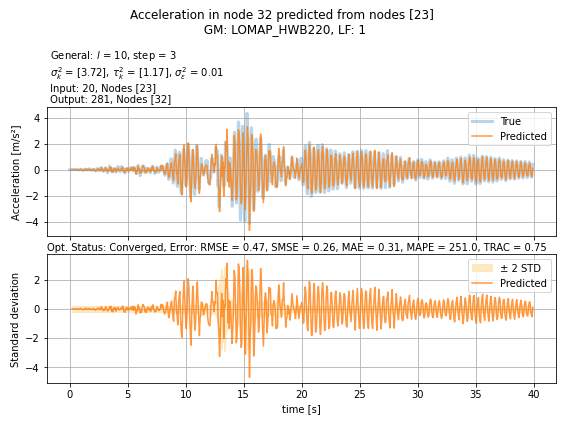 Acceleration in node 32 predicted from nodes [23]
GM: LOMAP_HWB220, LF: 1
General: l = 10, step = 3
σ²ₖ = [3.72], τ²ₖ = [1.17], σ²ε = 0.01
Input: 20, Nodes [23]
Output: 281, Nodes [32]
Acceleration [m/s²]
4
2
0
−2
−4
True
Predicted
Opt. Status: Converged, Error: RMSE = 0.47, SMSE = 0.26, MAE = 0.31, MAPE = 251.0, TRAC = 0.75
Standard deviation
2
0
−2
−4
± 2 STD
Predicted
0 5 10 15 20 25 30 35 40
time [s]